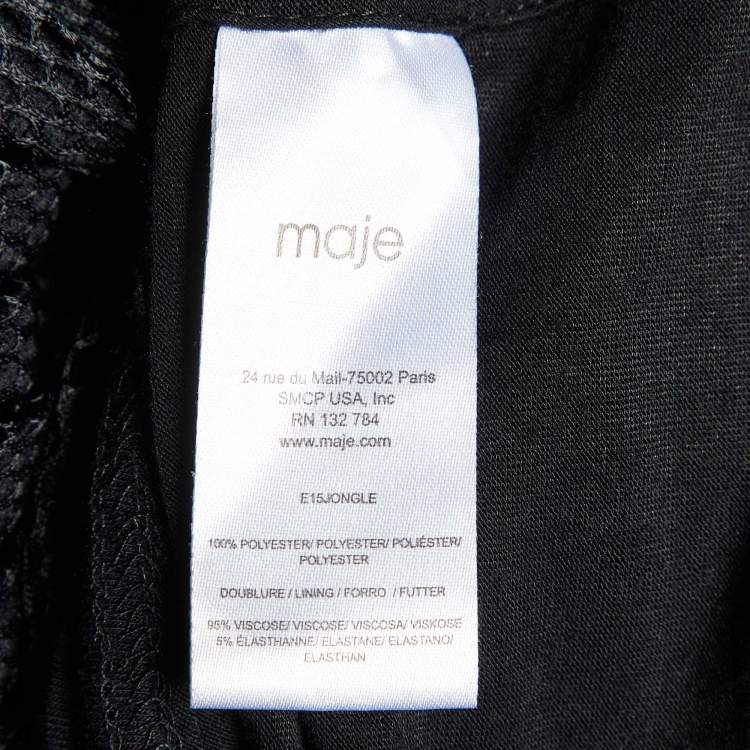 maje
24 rue du Mail-75002 Paris
SMCP USA, Inc
RN 132 784
www.maje.com
E15JONGLE
100% POLYESTER/ POLYESTER/ POLIÉSTER/
POLYESTER
DOUBLURE / LINING / FORRO / FUTTER
95% VISCOSE/ VISCOSE/ VISCOSA/ VISKOSE
5% ÉLASTHANNE/ ELASTANE/ ELASTANO/
ELASTHAN